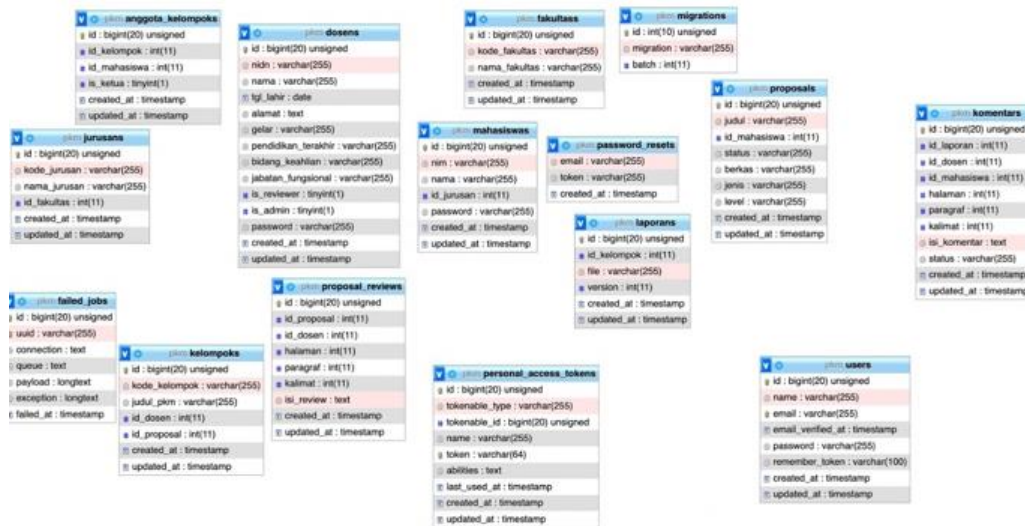 pkm anggota_kelompoks
id : bigint(20) unsigned
id_kelompok : int(11)
id_mahasiswa : int(11)
is_ketua : tinyint(1)
created_at : timestamp
updated_at : timestamp
pkm dosens
id : bigint(20) unsigned
nidn : varchar(255)
nama : varchar(255)
tgl_lahir : date
alamat : text
gelar : varchar(255)
pendidikan_terakhir : varchar(255)
bidang_keahlian : varchar(255)
jabatan_fungsional : varchar(255)
is_reviewer : tinyint(1)
is_admin : tinyint(1)
password : varchar(255)
created_at : timestamp
updated_at : timestamp
pkm fakultass
id : bigint(20) unsigned
kode_fakultas : varchar(255)
nama_fakultas : varchar(255)
created_at : timestamp
updated_at : timestamp
pkm migrations
id : int(10) unsigned
migration : varchar(255)
batch : int(11)
pkm proposals
id : bigint(20) unsigned
judul : varchar(255)
id_mahasiswa : int(11)
status : varchar(255)
berkas : varchar(255)
jenis : varchar(255)
level : varchar(255)
created_at : timestamp
updated_at : timestamp
pkm komentars
id : bigint(20) unsigned
id_laporan : int(11)
id_dosen : int(11)
id_mahasiswa : int(11)
halaman : int(11)
paragraf : int(11)
kalimat : int(11)
isi_komentar : text
status : varchar(255)
created_at : timestamp
updated_at : timestamp
pkm jurusans
id : bigint(20) unsigned
kode_jurusan : varchar(255)
nama_jurusan : varchar(255)
id_fakultas : int(11)
created_at : timestamp
updated_at : timestamp
pkm mahasiswas
id : bigint(20) unsigned
nim : varchar(255)
nama : varchar(255)
id_jurusan : int(11)
password : varchar(255)
created_at : timestamp
updated_at : timestamp
pkm password_resets
email : varchar(255)
token : varchar(255)
created_at : timestamp
pkm laporans
id : bigint(20) unsigned
id_kelompok : int(11)
file : varchar(255)
version : int(11)
created_at : timestamp
updated_at : timestamp
pkm failed_jobs
id : bigint(20) unsigned
uuid : varchar(255)
connection : text
queue : text
payload : longtext
exception : longtext
failed_at : timestamp
pkm kelompoks
id : bigint(20) unsigned
kode_kelompok : varchar(255)
judul_pkm : varchar(255)
id_dosen : int(11)
id_proposal : int(11)
created_at : timestamp
updated_at : timestamp
pkm proposal_reviews
id : bigint(20) unsigned
id_proposal : int(11)
id_dosen : int(11)
halaman : int(11)
paragraf : int(11)
kalimat : int(11)
isi_review : text
created_at : timestamp
updated_at : timestamp
pkm personal_access_tokens
id : bigint(20) unsigned
tokenable_type : varchar(255)
tokenable_id : bigint(20) unsigned
name : varchar(255)
token : varchar(64)
abilities : text
last_used_at : timestamp
created_at : timestamp
updated_at : timestamp
pkm users
id : bigint(20) unsigned
name : varchar(255)
email : varchar(255)
email_verified_at : timestamp
password : varchar(255)
remember_token : varchar(100)
created_at : timestamp
updated_at : timestamp